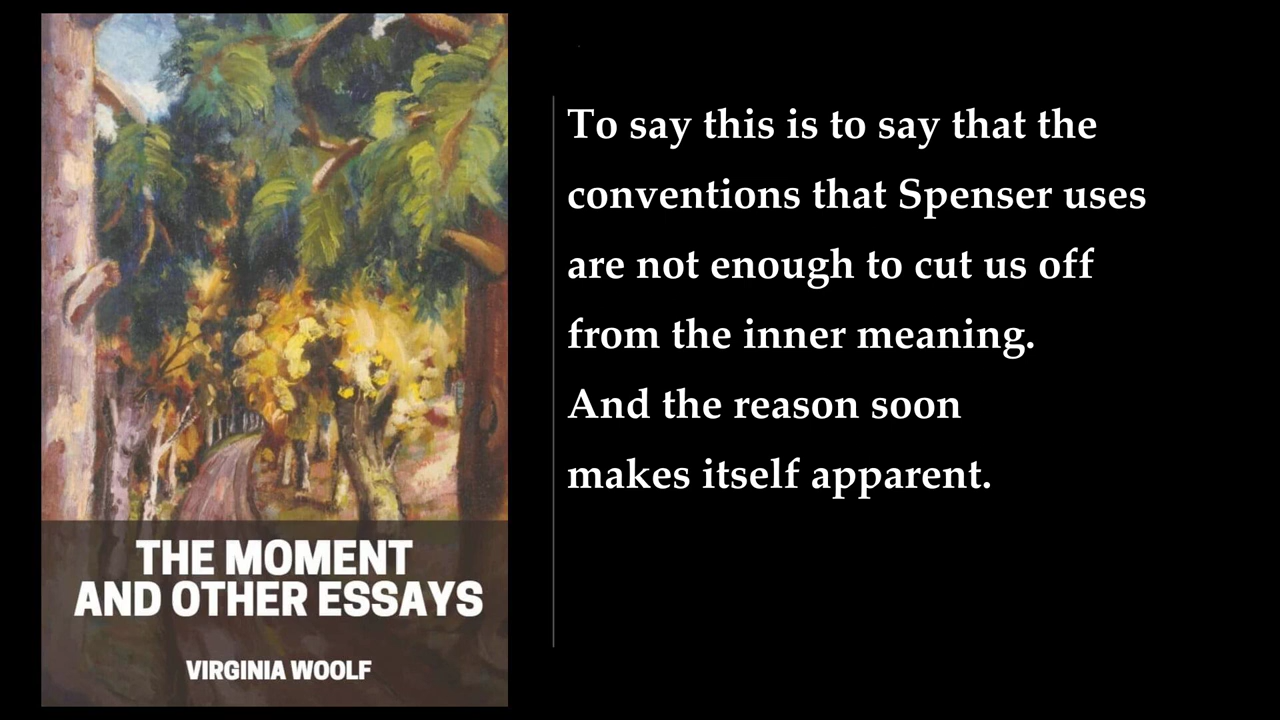 THE MOMENT
AND OTHER ESSAYS
VIRGINIA WOOLF
To say this is to say that the
conventions that Spenser uses
are not enough to cut us off
from the inner meaning.
And the reason soon
makes itself apparent.